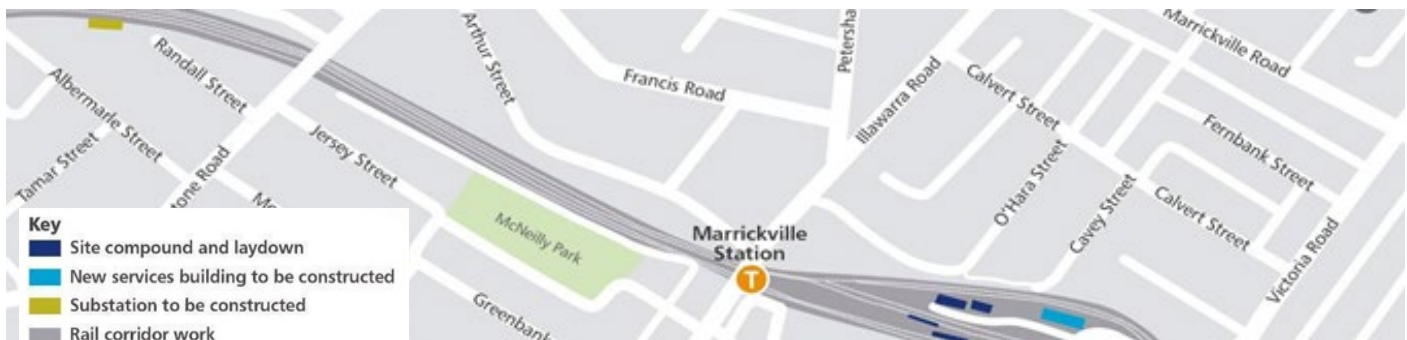 Randall Street
Albermarle Street
Tamar Street
Jersey Street
Arthur Street
Francis Road
Illawarra Road
Calvert Street
Marrickville Road
Fernbank Street
O'Hara Street
Cavey Street
Calvert Street
Victoria Road
McNeilly Park
Marrickville
Station
T
Key
Site compound and laydown
New services building to be constructed
Substation to be constructed
Rail corridor work